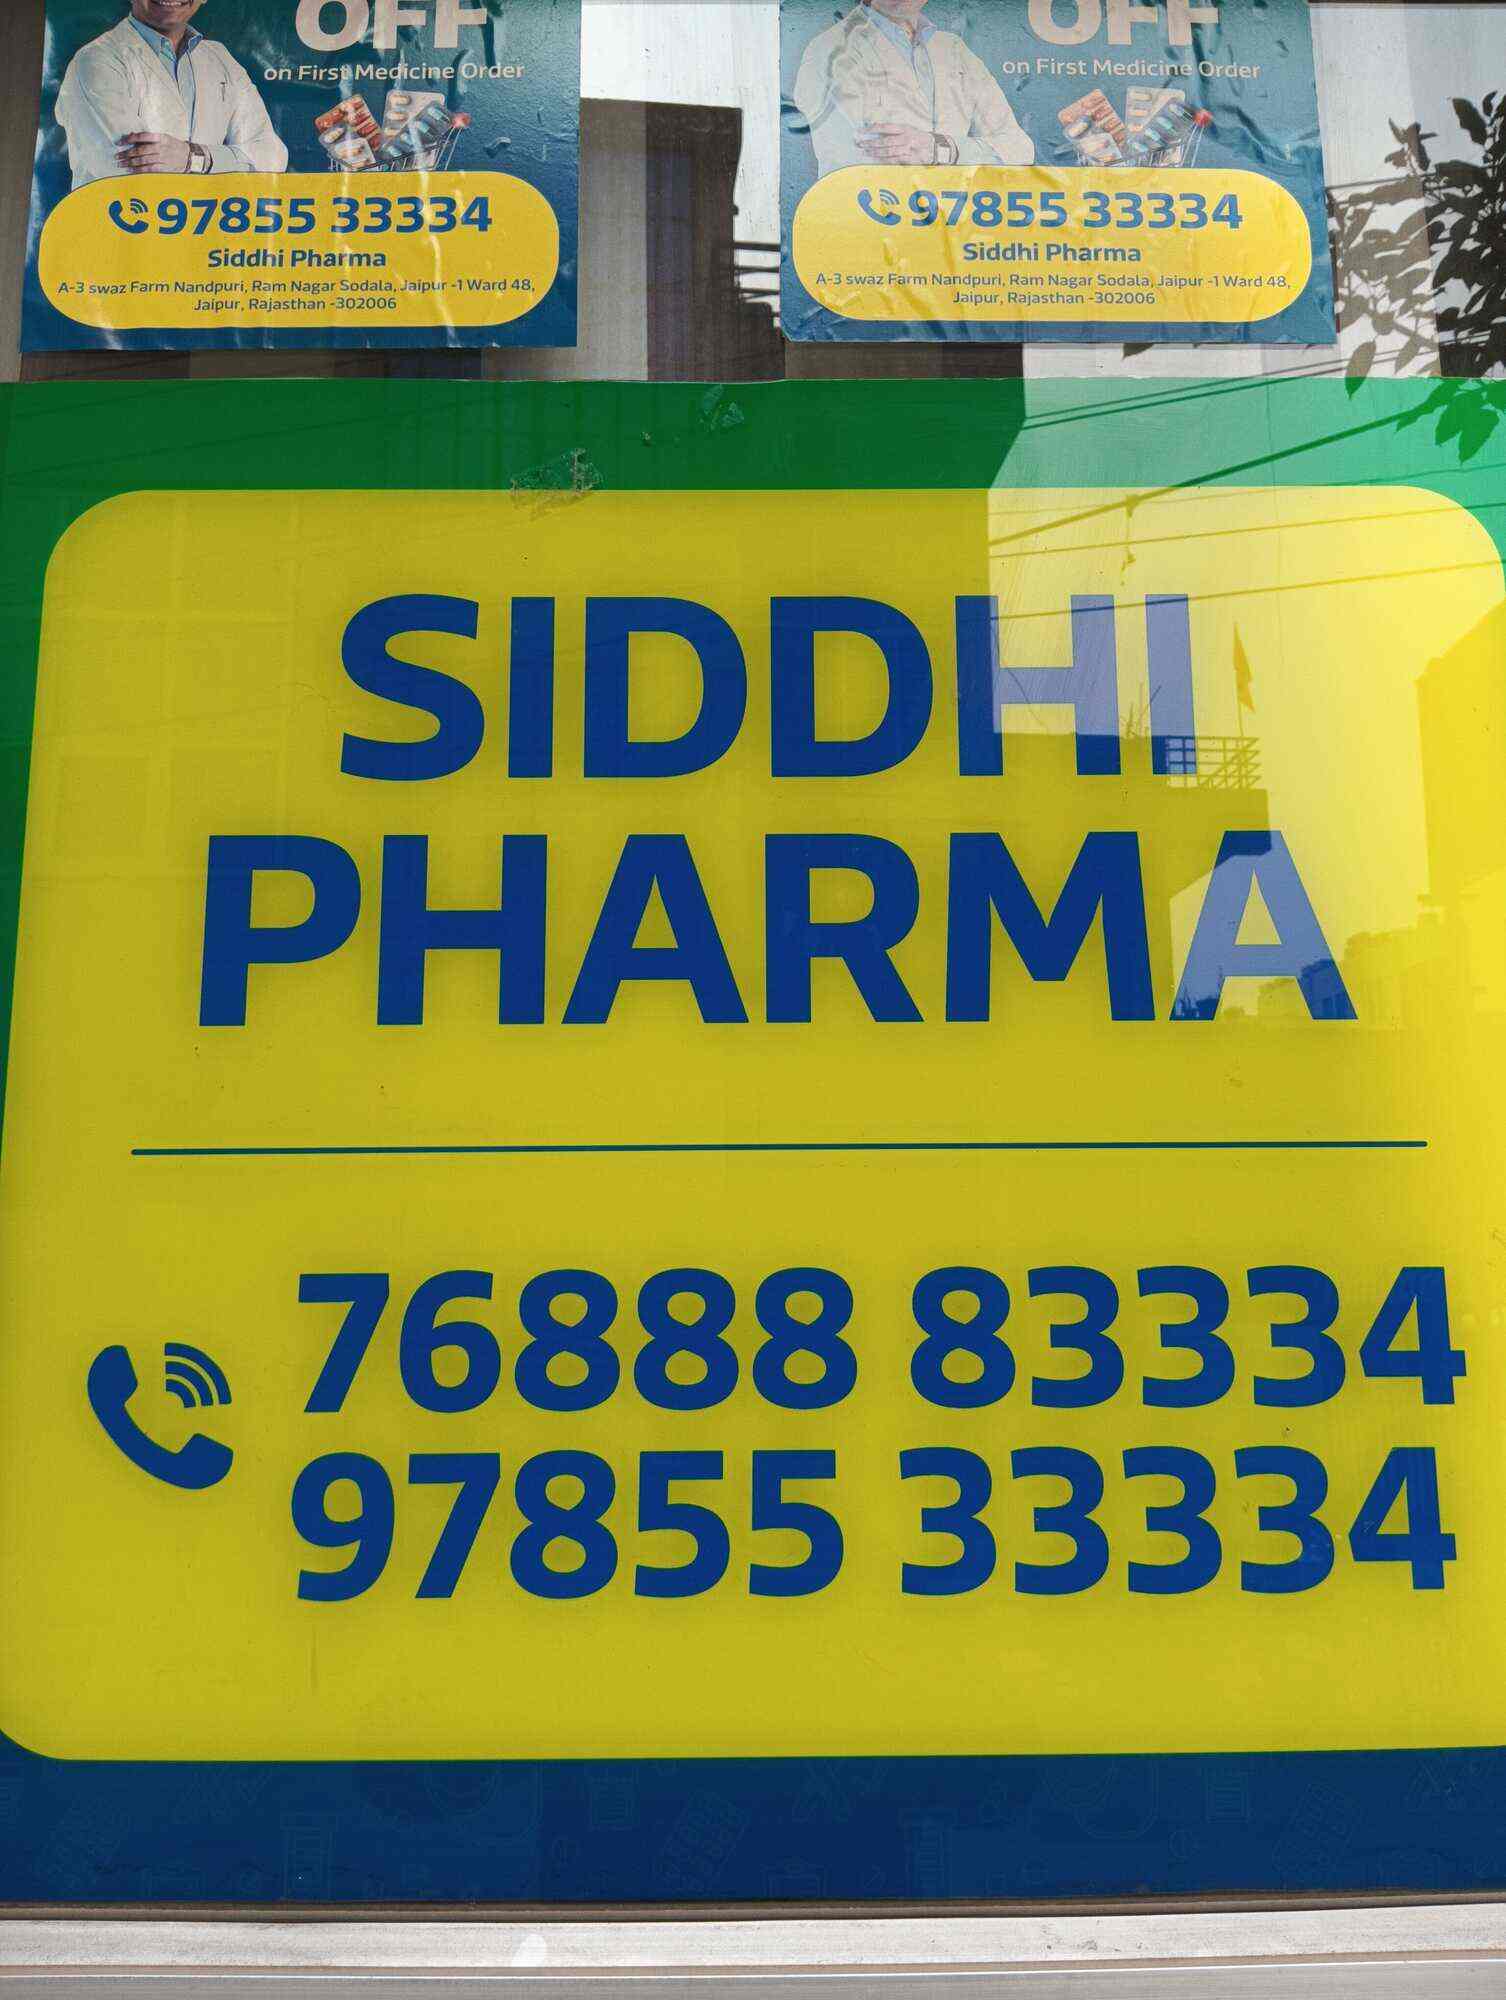 OFF
on First Medicine Order
97855 33334
Siddhi Pharma
A-3 swaz Farm Nandpuri, Ram Nagar Sodala, Jaipur -1 Ward 48,
Jaipur, Rajasthan -302006
OFF
on First Medicine Order
97855 33334
Siddhi Pharma
A-3 swaz Farm Nandpuri, Ram Nagar Sodala, Jaipur -1 Ward 48,
Jaipur, Rajasthan -302006
SIDDHI
PHARMA
76888 83334
97855 33334